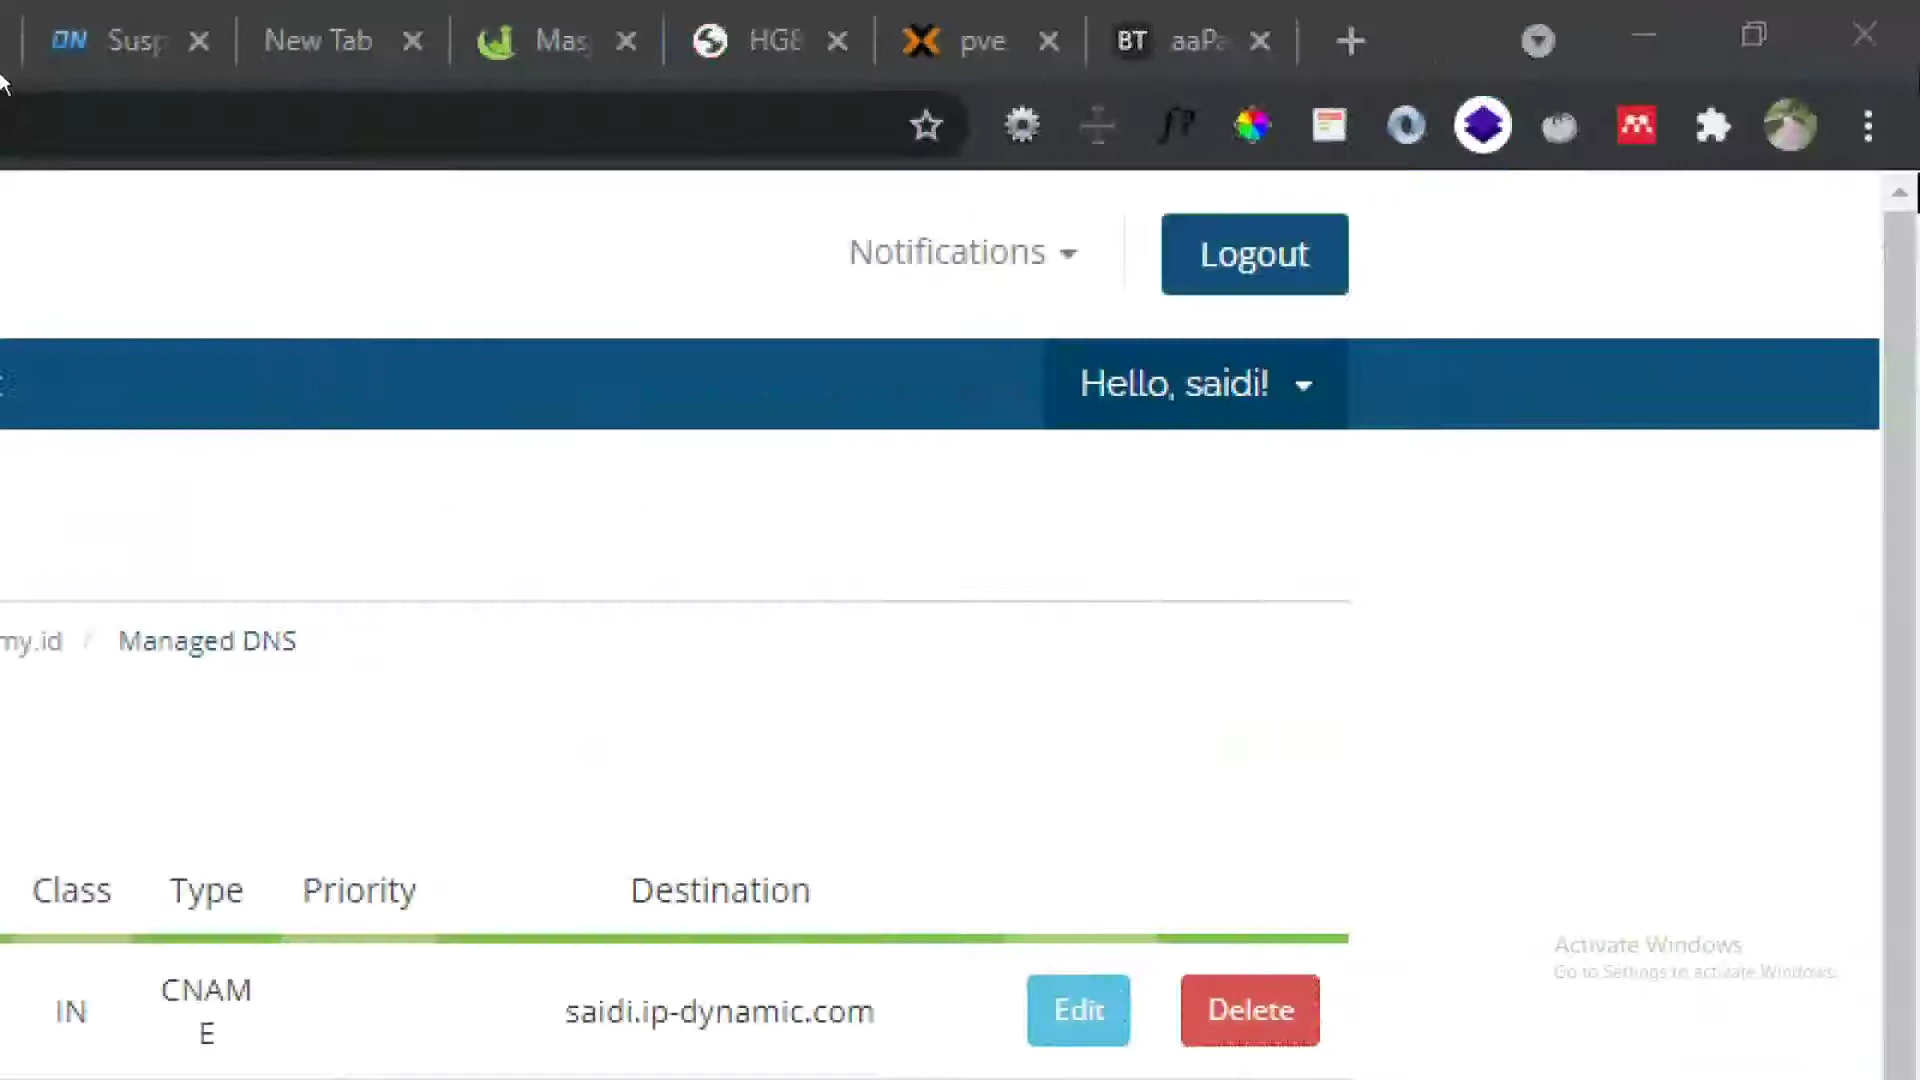 ON Susp New Tab Mas HG8 pve BT aaPa
f?
Notifications Logout
Hello, saidi!
my.id / Managed DNS
Class Type Priority Destination
Activate Windows
Go to Settings to activate Windows.
IN CNAM
E saidi.ip-dynamic.com Edit Delete